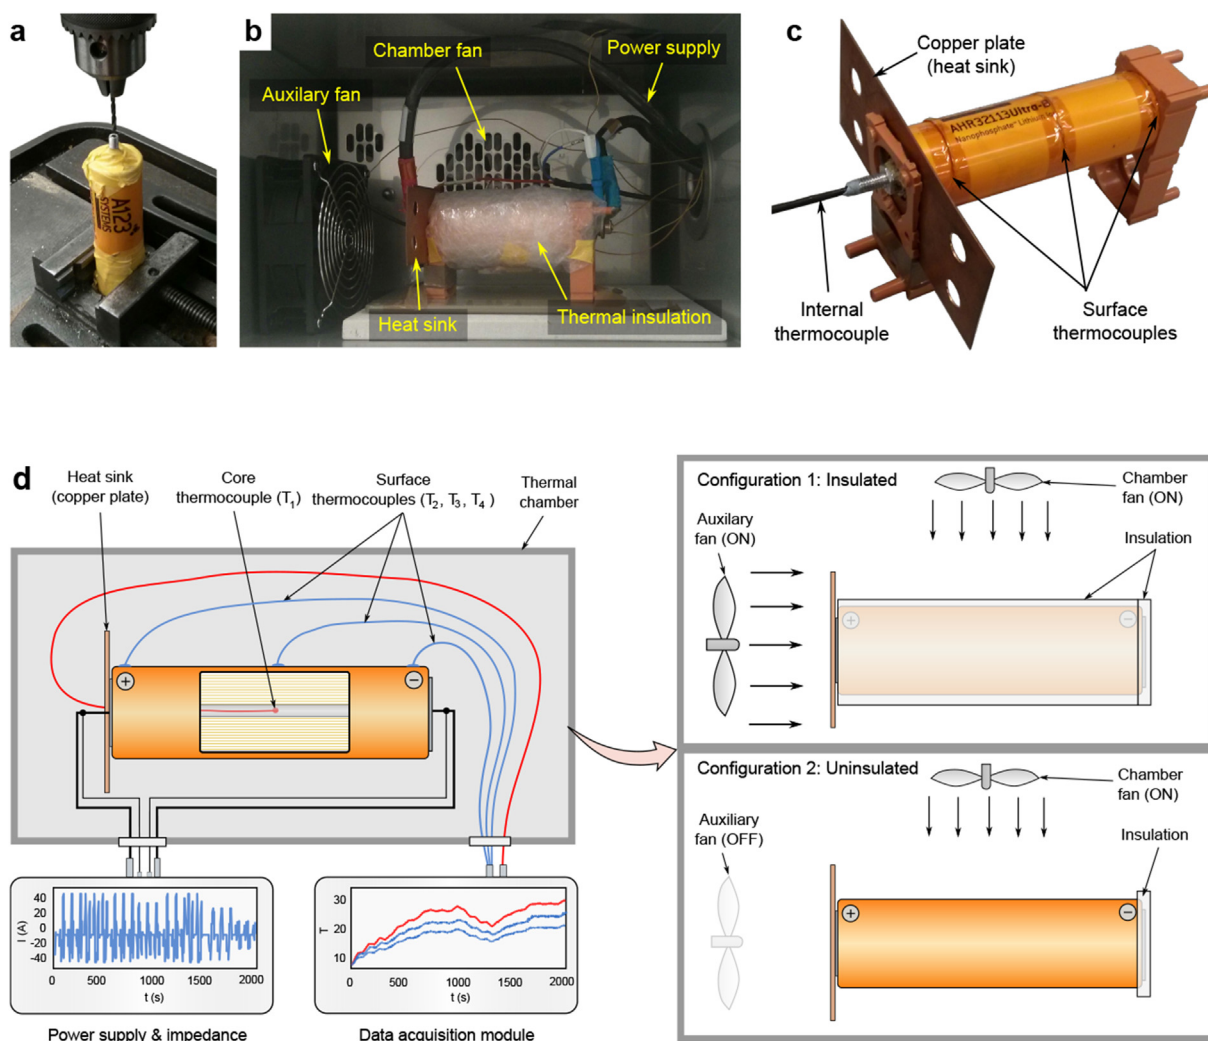 a
A123
SYSTEMS
b
Chamber fan
Power supply
Auxilary fan
Heat sink
Thermal insulation
c
Copper plate
(heat sink)
AHR32113Ultra-B
Nanophosphate® Lithium
Internal
thermocouple
Surface
thermocouples
d
Heat sink
(copper plate)
Core
thermocouple (T1)
Surface
thermocouples (T2, T3, T4 )
Thermal
chamber
+
−
I (A)
40
20
0
-20
-40
0
500
1000
1500
2000
t (s)
Power supply & impedance
T
30
20
10
0
500
1000
1500
2000
t (s)
Data acquisition module
Configuration 1: Insulated
Chamber
fan (ON)
Auxilary
fan (ON)
Insulation
+
−
Configuration 2: Uninsulated
Chamber
fan (ON)
Auxiliary
fan (OFF)
Insulation
+
−